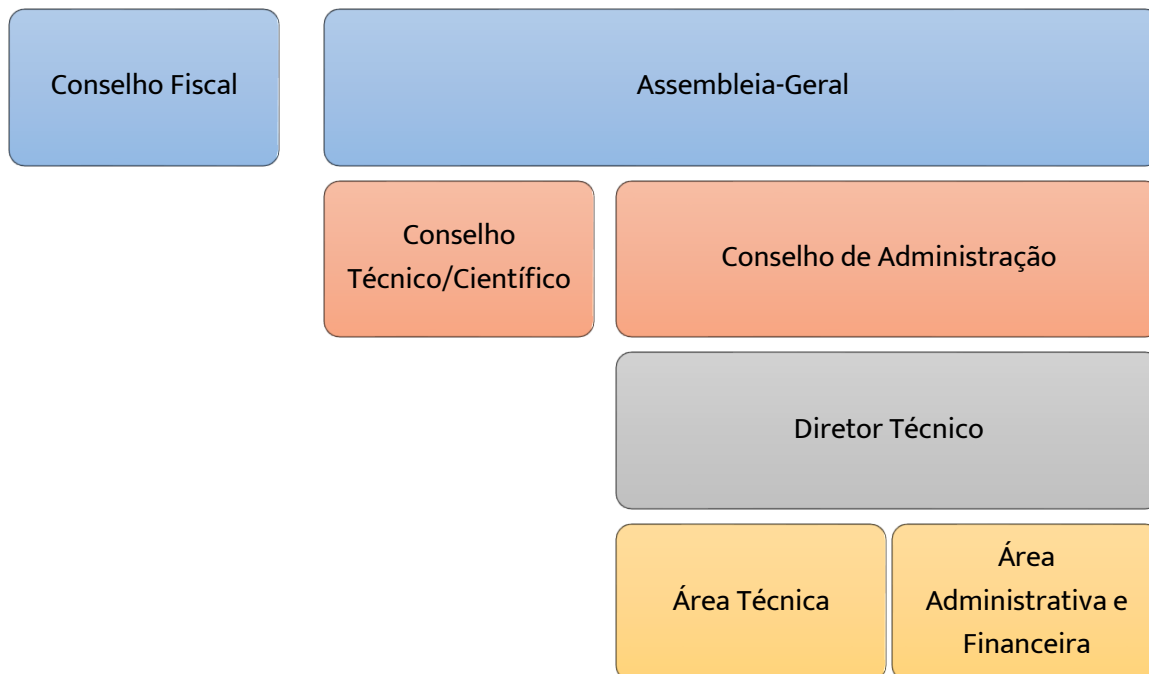 Conselho Fiscal
Assembleia-Geral
Conselho
Técnico/Científico
Conselho de Administração
Diretor Técnico
Área Técnica
Área
Administrativa e
Financeira